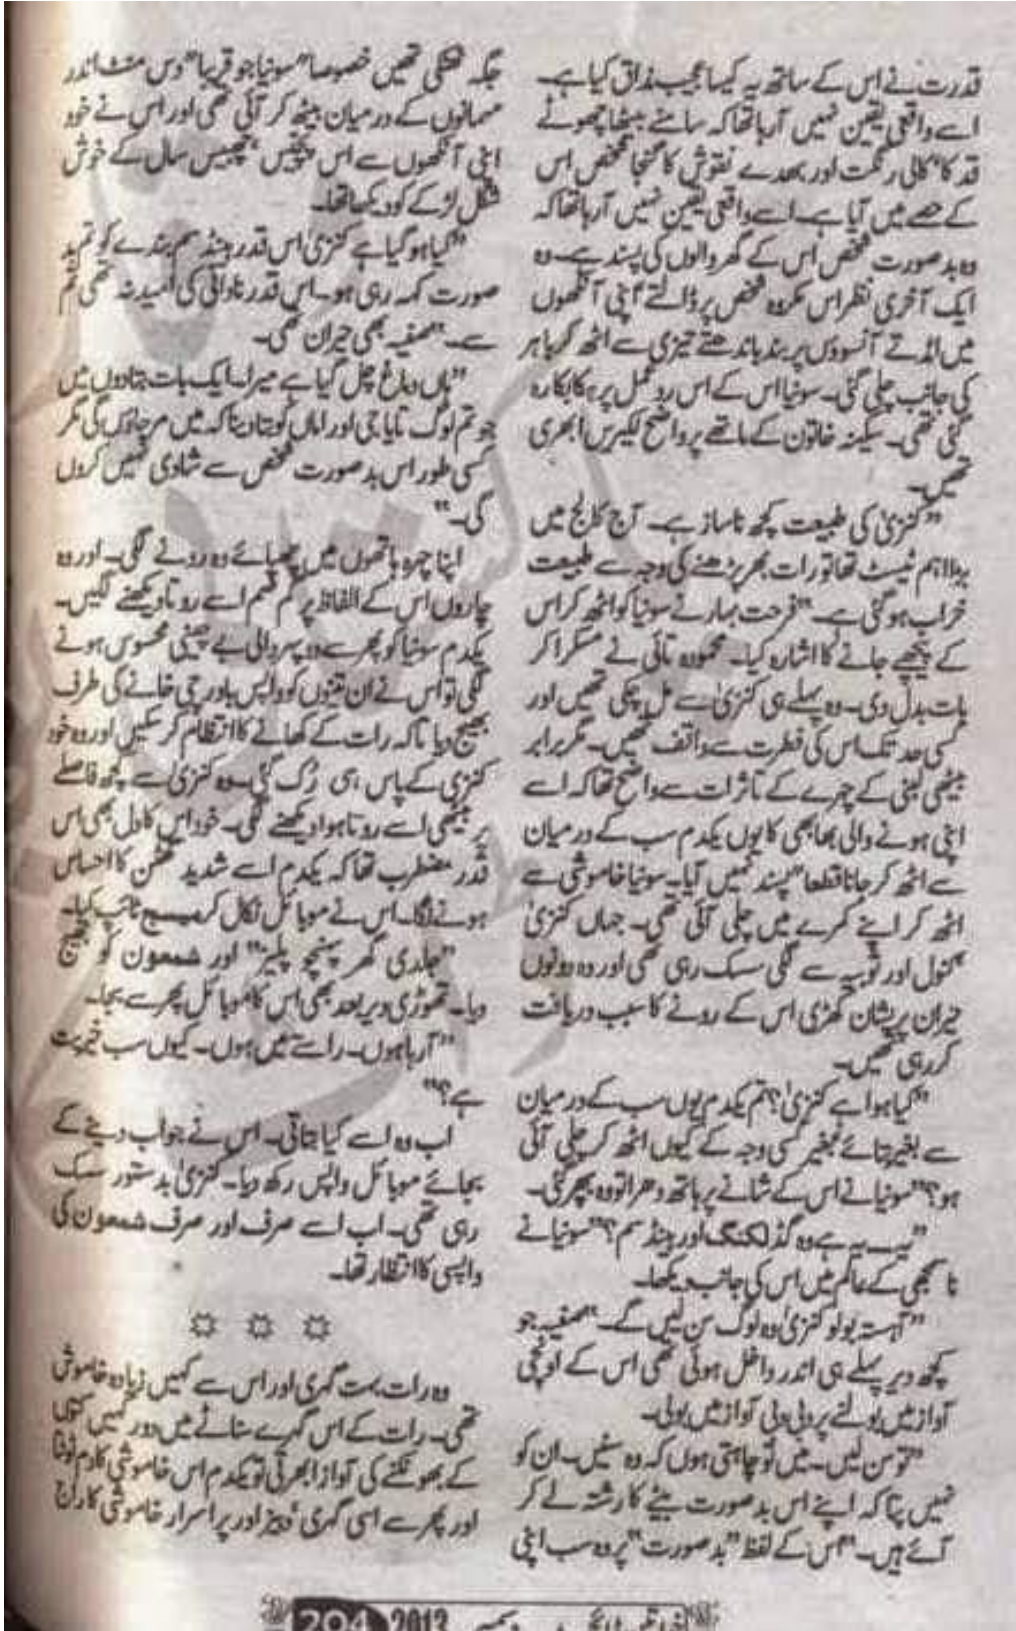 قدرت نے اس کے ساتھ یہ کیسا عجیب مذاق کیا ہے۔
اسے واقعی یقین نہیں آرہا تھا کہ سامنے بیٹھا چھوٹے
قد کا‘ کالی رنگت اور بھدے نقوش کا گنجا شخص اس
کے حصے میں آیا ہے۔ اسے واقعی یقین نہیں آرہا تھا کہ
وہ بدصورت شخص اس کے گھر والوں کی پسند ہے۔ وہ
ایک آخری نظر اس مکروہ شخص پر ڈالتے‘ اپنی آنکھوں
میں امڈتے آنسوؤں پر بند باندھتے تیزی سے اٹھ کر باہر
کی جانب چلی گئی۔ سونیا اس کے اس ردعمل پر ہکا بکا رہ
گئی تھی۔ سکینہ خاتون کے ماتھے پر واضح لکیریں ابھری
تھیں۔
”کنزیٰ کی طبیعت کچھ ناساز ہے۔ آج کالج میں
بڑا اہم ٹیسٹ تھا تو رات بھر پڑھنے کی وجہ سے طبیعت
خراب ہوگئی ہے۔“ فرحت بہار نے سونیا کو اٹھ کر اس
کے پیچھے جانے کا اشارہ کیا۔ محمودہ تائی نے مسکرا کر
بات بدل دی۔ وہ پہلے ہی کنزیٰ سے مل چکی تھیں اور
کسی حد تک اس کی فطرت سے واقف تھیں۔ مگر برابر
بیٹھی لبنیٰ کے چہرے کے تاثرات سے واضح تھا کہ اسے
اپنی ہونے والی بھابھی کا یوں یکدم سب کے درمیان
سے اٹھ کر جانا قطعا“ پسند نہیں آیا۔ سونیا خاموشی سے
اٹھ کر اپنے کمرے میں چلی آئی تھی۔ جہاں کنزیٰ
کنول اور ثوبیہ سے لگی سسک رہی تھی اور وہ دونوں
حیران پریشان کھڑی اس کے رونے کا سبب دریافت
کررہی تھیں۔
”کیا ہوا ہے کنزیٰ؟ تم یکدم یوں سب کے درمیان
سے بغیر بتائے بغیر کسی وجہ کے کیوں اٹھ کر چلی آئی
ہو؟“ سونیا نے اس کے شانے پر ہاتھ دھرا تو وہ بپھر گئی۔
”یہ۔ یہ ہے وہ گڈ لکنگ اور ہینڈ سم؟“ سونیا نے
ناسمجھی کے عالم میں اس کی جانب دیکھا۔
”آہستہ بولو کنزیٰ وہ لوگ سن لیں گے۔“ صفیہ جو
کچھ دیر پہلے ہی اندر داخل ہوئی تھی اس کے اونچی
آواز میں بولنے پر دبی دبی آواز میں بولی۔
”تو سن لیں۔ میں تو چاہتی ہوں کہ وہ سنیں۔ ان کو
نہیں پتا کہ اپنے اس بدصورت بیٹے کا رشتہ لے کر
آئے ہیں۔“ اس کے لفظ ”بدصورت“ پر وہ سب اپنی
جگہ ٹھٹکی تھیں خصوصا“ سونیا جو قریبا“ دس منٹ اندر
مہمانوں کے درمیان بیٹھ کر آئی تھی اور اس نے خود
اپنی آنکھوں سے اس پچیس‘ چھبیس سال کے خوش
شکل لڑکے کو دیکھا تھا۔
”کیا ہوگیا ہے کنزیٰ اس قدر ہینڈ سم بندے کو تم بد
صورت کہہ رہی ہو۔ اس قدر نادانی کی امید نہ تھی تم
سے۔“ صفیہ بھی حیران تھی۔
”ہاں دماغ چل گیا ہے میرا۔ ایک بات بتادوں میں
جو تم لوگ تایا جی اور اماں کو بتا دینا کہ میں مرجاؤں گی مگر
کسی طور اس بدصورت شخص سے شادی نہیں کروں
گی۔“
اپنا چہرہ ہاتھوں میں چھپائے وہ رونے لگی۔ اور وہ
چاروں اس کے الفاظ پر گم صم اسے روتا دیکھنے لگیں۔
یکدم سونیا کو پھر سے وہ پہر والی بے چینی محسوس ہونے
لگی تو اس نے ان تینوں کو واپس باورچی خانے کی طرف
بھیج دیا تاکہ رات کے کھانے کا انتظام کرسکیں اور وہ خود
کنزیٰ کے پاس ہی رک گئی۔ وہ کنزیٰ سے کچھ فاصلے
پر بیٹھی اسے روتا ہوا دیکھنے لگی۔ خود اس کا دل بھی اس
قدر مضطرب تھا کہ یکدم اسے شدید گھٹن کا احساس
ہونے لگا۔ اس نے موبائل نکال کر مسیج ٹائپ کیا۔
”جلدی گھر پہنچو پلیز“ اور شمعون کو بھیج
دیا۔ تھوڑی دیر بعد بھی اس کا موبائل پھر سے بجا۔
”آرہا ہوں۔ راستے میں ہوں۔ کیوں سب خیریت
ہے؟“
اب وہ اسے کیا بتاتی۔ اس نے جواب دینے کے
بجائے موبائل واپس رکھ دیا۔ کنزیٰ بدستور سسک
رہی تھی۔ اب اسے صرف اور صرف شمعون کی
واپسی کا انتظار تھا۔
وہ رات بہت گہری اور اس سے کہیں زیادہ خاموش
تھی۔ رات کے اس گہرے سناٹے میں دور کہیں کتوں
کے بھونکنے کی آواز ابھرتی تو یکدم اس خاموشی کا دم ٹوٹتا
اور پھر سے اسی گہری‘ دبیز اور پراسرار خاموشی کا راج
204 2013 دسمبر